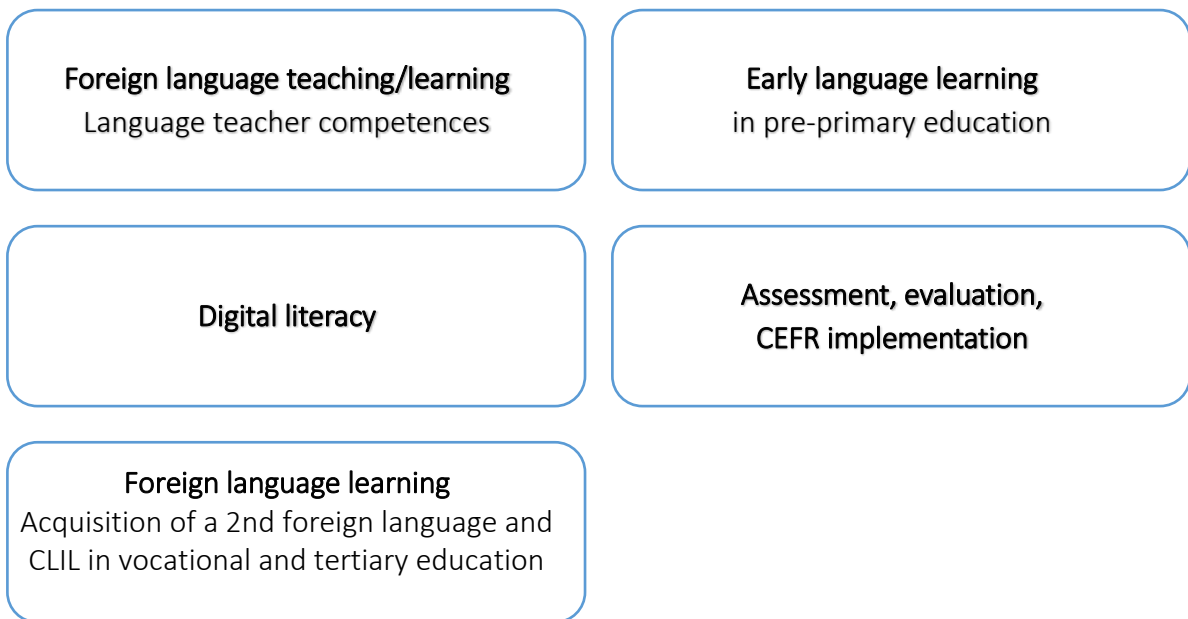 Foreign language teaching/learning
Language teacher competences
Early language learning
in pre-primary education
Digital literacy
Assessment, evaluation,
CEFR implementation
Foreign language learning
Acquisition of a 2nd foreign language and
CLIL in vocational and tertiary education